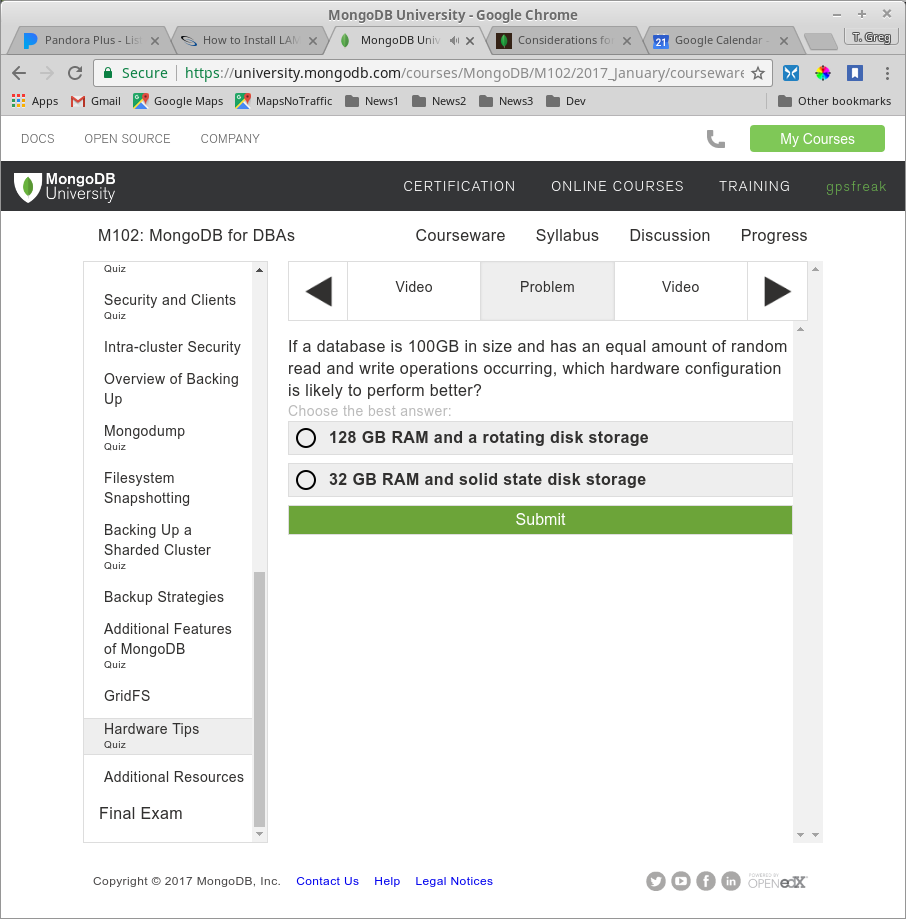 MongoDB University - Google Chrome
Pandora Plus - List
How to Install LAM
MongoDB Univ
Considerations fo
Google Calendar -
T. Greg
Secure
https://university.mongodb.com/courses/MongoDB/M102/2017_January/courseware
Apps
Gmail
Google Maps
MapsNoTraffic
News1
News2
News3
Dev
Other bookmarks
DOCS
OPEN SOURCE
COMPANY
My Courses
MongoDB
University
CERTIFICATION
ONLINE COURSES
TRAINING
gpsfreak
M102: MongoDB for DBAs
Courseware
Syllabus
Discussion
Progress
Quiz
Security and Clients
Quiz
Intra-cluster Security
Overview of Backing
Up
Mongodump
Quiz
Filesystem
Snapshotting
Backing Up a
Sharded Cluster
Quiz
Backup Strategies
Additional Features
of MongoDB
Quiz
GridFS
Hardware Tips
Quiz
Additional Resources
Final Exam
Video
Problem
Video
If a database is 100GB in size and has an equal amount of random
read and write operations occurring, which hardware configuration
is likely to perform better?
Choose the best answer:
128 GB RAM and a rotating disk storage
32 GB RAM and solid state disk storage
Submit
Copyright © 2017 MongoDB, Inc.
Contact Us
Help
Legal Notices
POWERED BY
OPEN edX